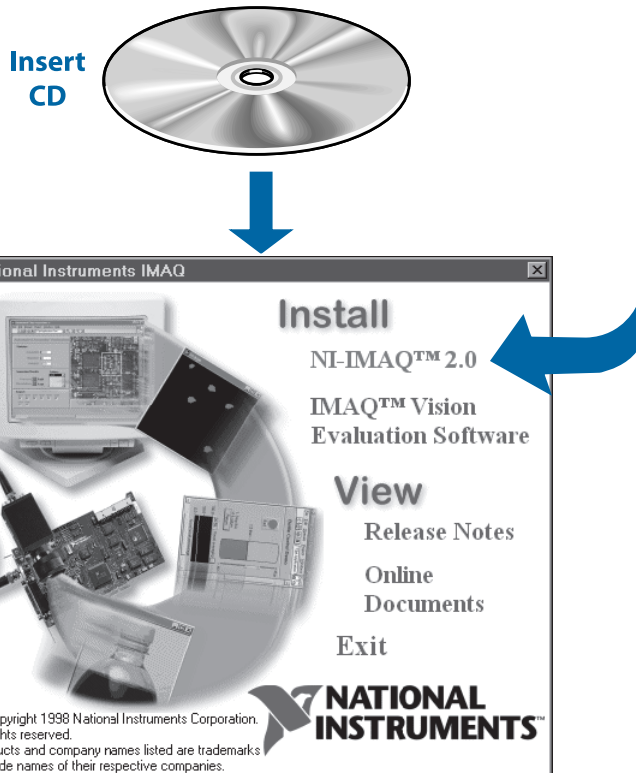 Insert
CD
ional Instruments IMAQ
Install
NI-IMAQ™ 2.0
IMAQ™ Vision
Evaluation Software
View
Release Notes
Online
Documents
Exit
NATIONAL
INSTRUMENTS™
pyright 1998 National Instruments Corporation.
hts reserved.
ucts and company names listed are trademarks
de names of their respective companies.